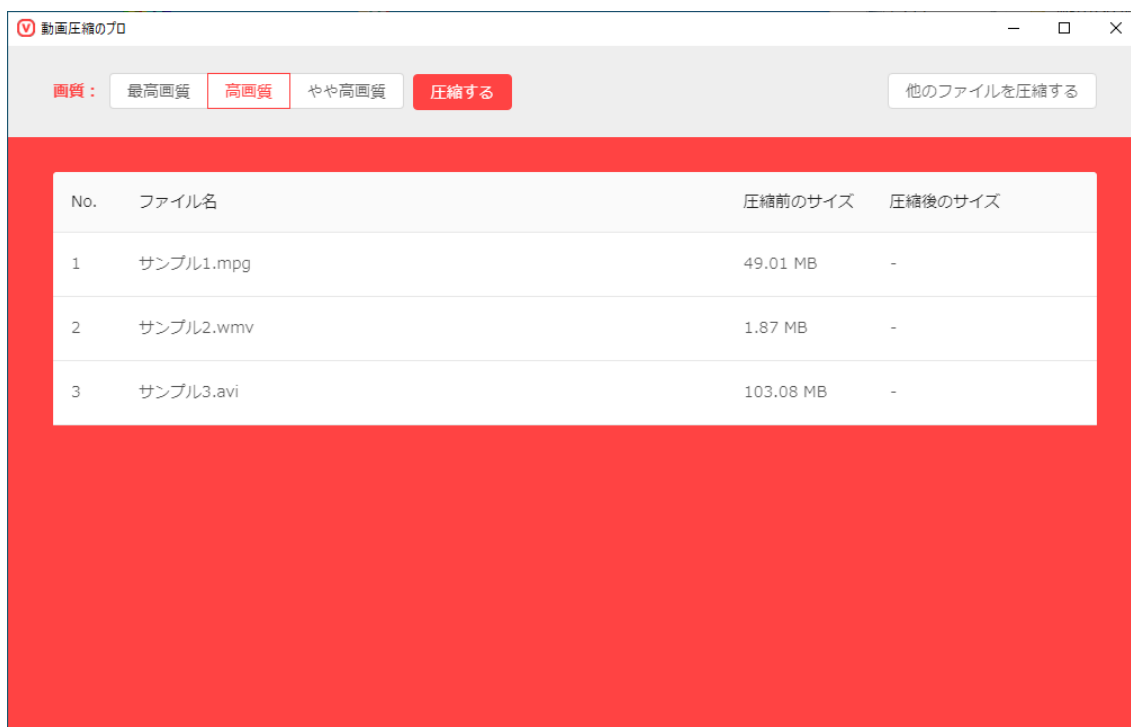 動画圧縮のプロ
画質： 最高画質 高画質 やや高画質 圧縮する 他のファイルを圧縮する
No. ファイル名 圧縮前のサイズ 圧縮後のサイズ
1 サンプル1.mpg 49.01 MB -
2 サンプル2.wmv 1.87 MB -
3 サンプル3.avi 103.08 MB -